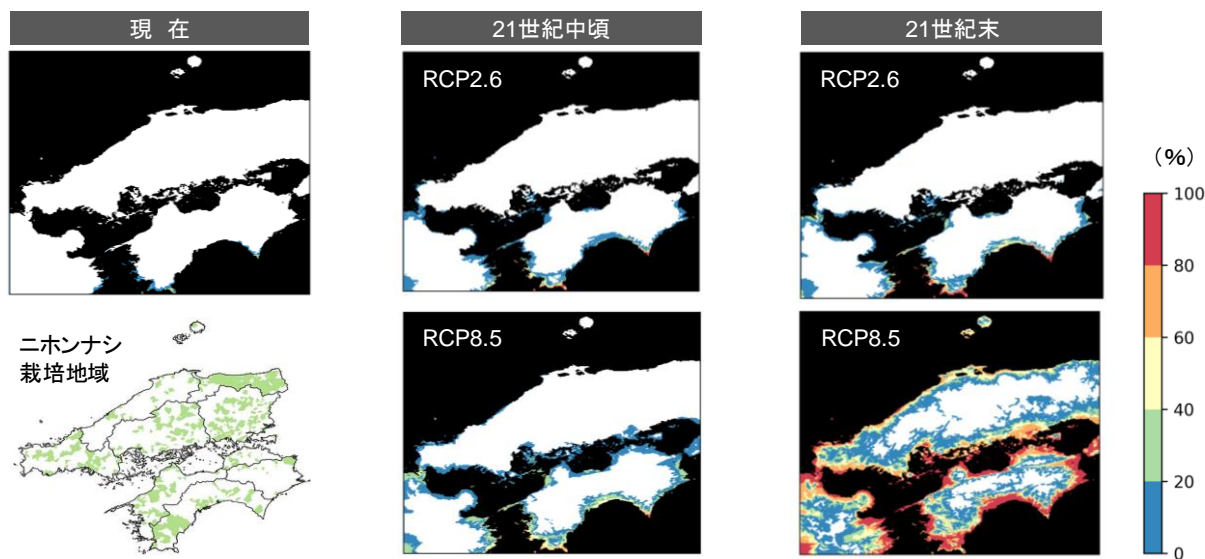 現 在
21世紀中頃
21世紀末
RCP2.6
RCP2.6
(%)
100
80
60
40
20
0
ニホンナシ
栽培地域
RCP8.5
RCP8.5